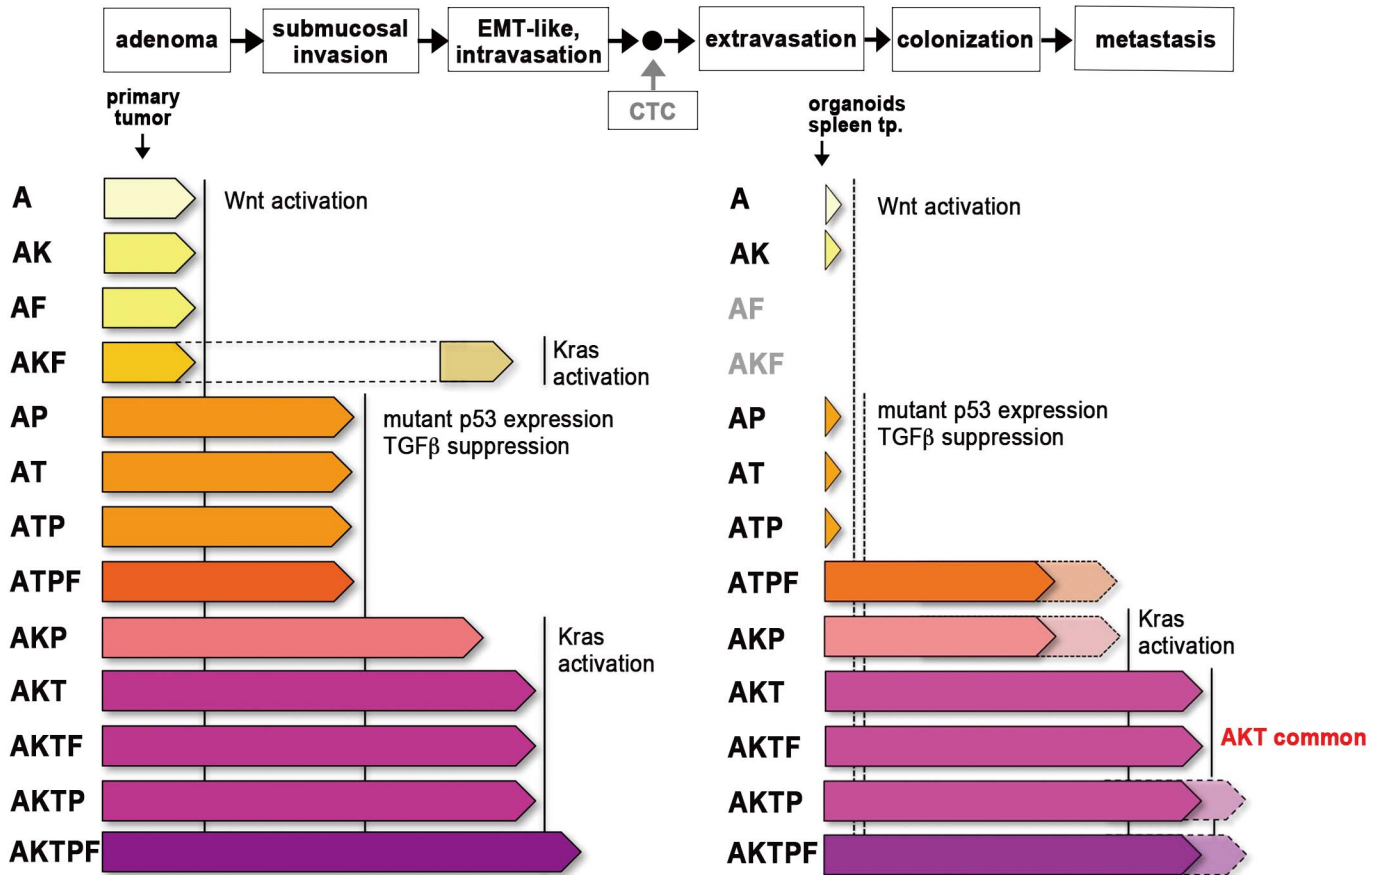 adenoma
submucosal
invasion
EMT-like,
intravasation
extravasation
colonization
metastasis
CTC
primary
tumor
A
Wnt activation
AK
AF
AKF
Kras
activation
AP
mutant p53 expression
TGFβ suppression
AT
ATP
ATPF
AKP
Kras
activation
AKT
AKTF
AKTP
AKTPF
organoids
spleen tp.
A
Wnt activation
AK
AF
AKF
AP
mutant p53 expression
TGFβ suppression
AT
ATP
ATPF
AKP
Kras
activation
AKT
AKTF
AKT common
AKTP
AKTPF